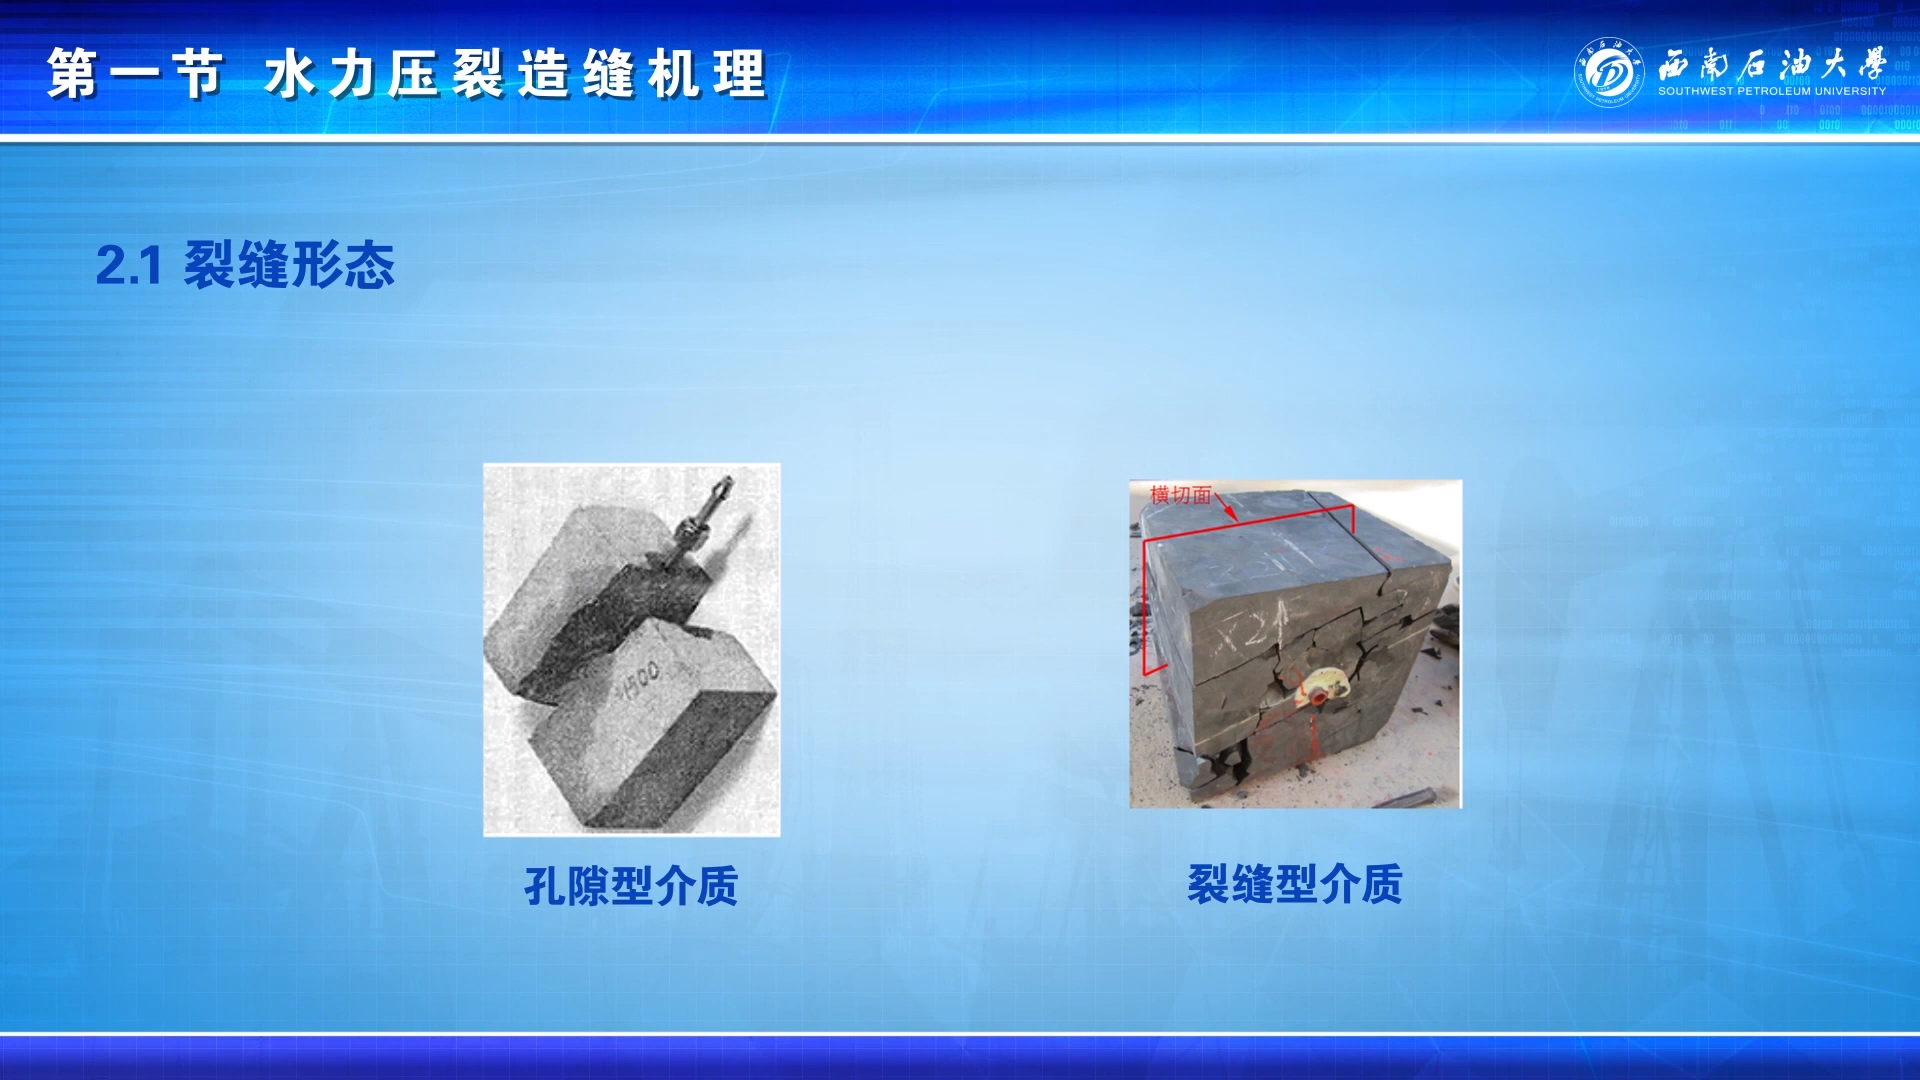 第一节 水力压裂造缝机理
西南石油大学
SOUTHWEST PETROLEUM UNIVERSITY
2.1 裂缝形态
横切面
1500
孔隙型介质
裂缝型介质